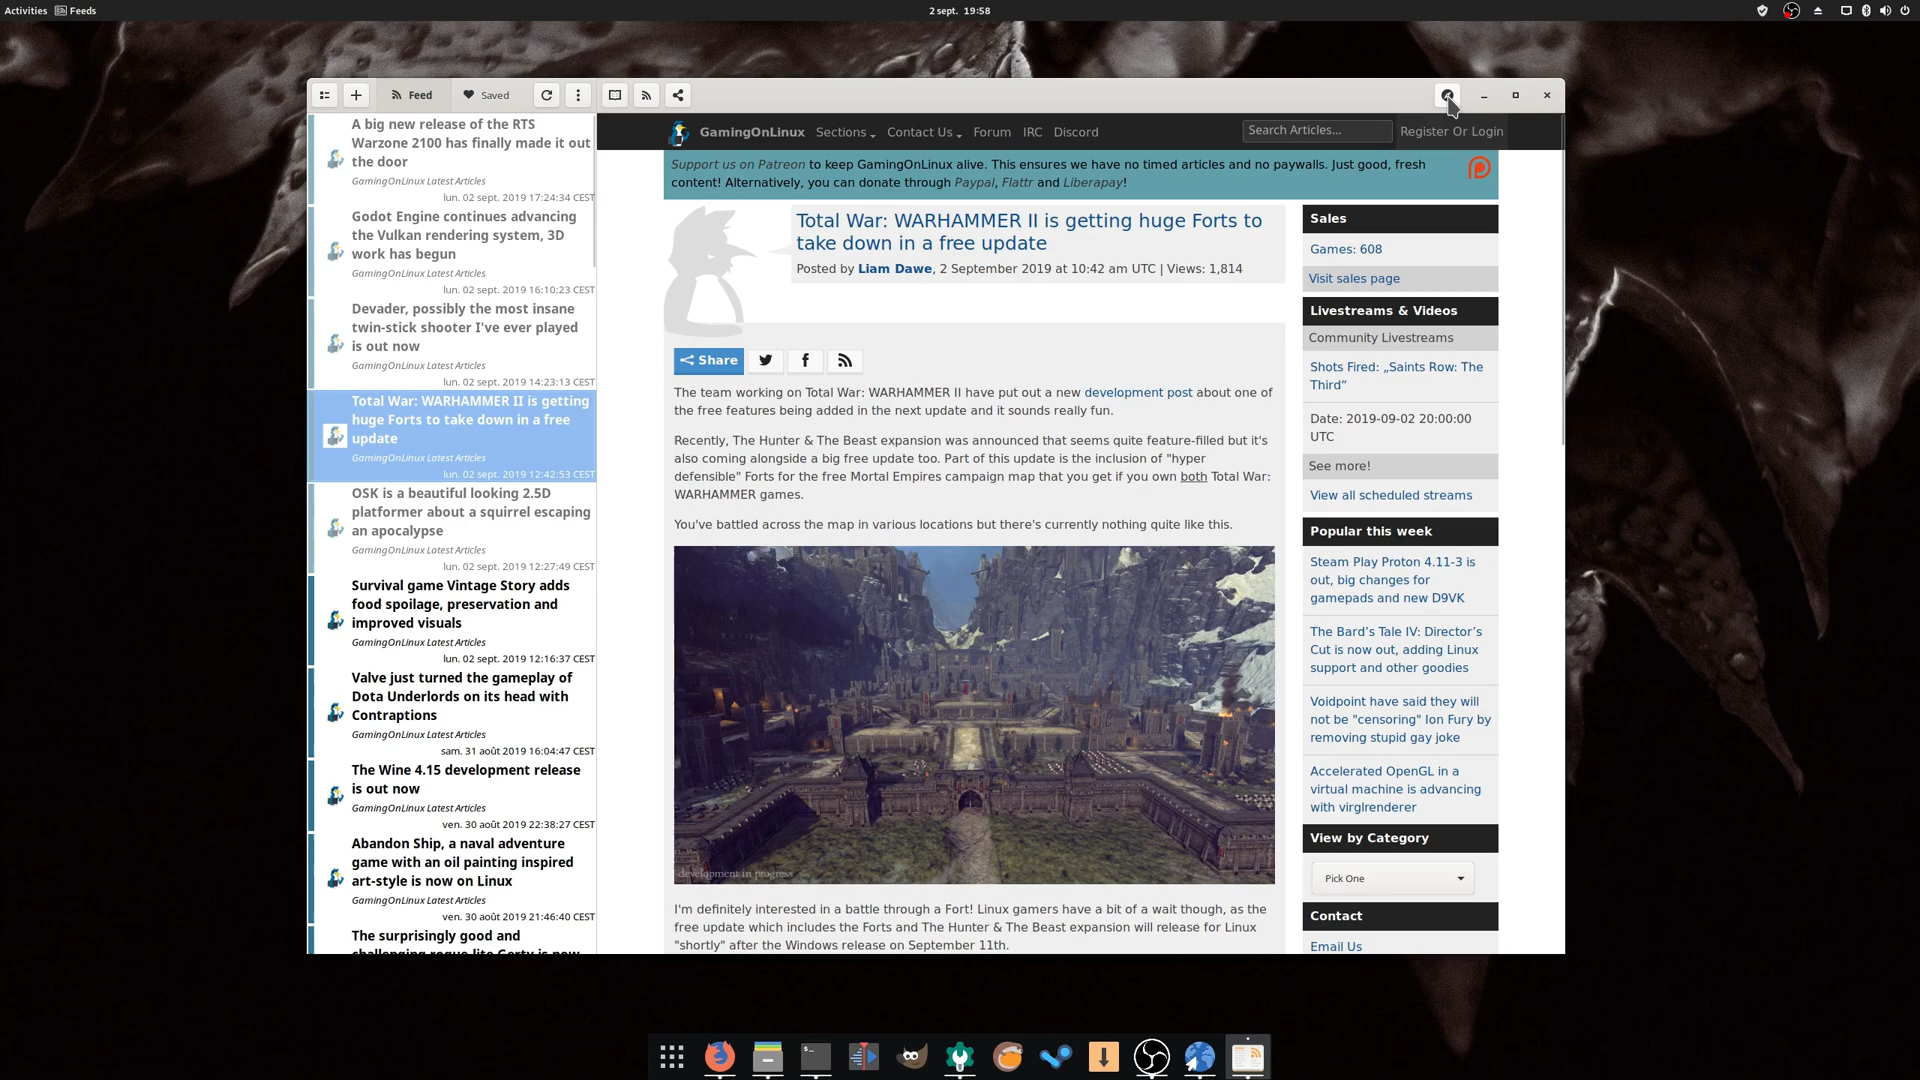 Activities Feeds 2 sept. 19:58
Feed Saved
A big new release of the RTS
Warzone 2100 has finally made it out
the door
GamingOnLinux Latest Articles
lun. 02 sept. 2019 17:24:34 CEST
Godot Engine continues advancing
the Vulkan rendering system, 3D
work has begun
GamingOnLinux Latest Articles
lun. 02 sept. 2019 16:10:23 CEST
Devader, possibly the most insane
twin-stick shooter I've ever played
is out now
GamingOnLinux Latest Articles
lun. 02 sept. 2019 14:23:13 CEST
Total War: WARHAMMER II is getting
huge Forts to take down in a free
update
GamingOnLinux Latest Articles
lun. 02 sept. 2019 12:42:53 CEST
OSK is a beautiful looking 2.5D
platformer about a squirrel escaping
an apocalypse
GamingOnLinux Latest Articles
lun. 02 sept. 2019 12:27:49 CEST
Survival game Vintage Story adds
food spoilage, preservation and
improved visuals
GamingOnLinux Latest Articles
lun. 02 sept. 2019 12:16:37 CEST
Valve just turned the gameplay of
Dota Underlords on its head with
Contraptions
GamingOnLinux Latest Articles
sam. 31 août 2019 16:04:47 CEST
The Wine 4.15 development release
is out now
GamingOnLinux Latest Articles
ven. 30 août 2019 22:38:27 CEST
Abandon Ship, a naval adventure
game with an oil painting inspired
art-style is now on Linux
GamingOnLinux Latest Articles
ven. 30 août 2019 21:46:40 CEST
The surprisingly good and
GamingOnLinux Sections Contact Us Forum IRC Discord Search Articles... Register Or Login
Support us on Patreon to keep GamingOnLinux alive. This ensures we have no timed articles and no paywalls. Just good, fresh
content! Alternatively, you can donate through Paypal, Flattr and Liberapay!
Total War: WARHAMMER II is getting huge Forts to
take down in a free update
Posted by Liam Dawe, 2 September 2019 at 10:42 am UTC | Views: 1,814
Share
The team working on Total War: WARHAMMER II have put out a new development post about one of
the free features being added in the next update and it sounds really fun.
Recently, The Hunter & The Beast expansion was announced that seems quite feature-filled but it's
also coming alongside a big free update too. Part of this update is the inclusion of "hyper
defensible" Forts for the free Mortal Empires campaign map that you get if you own both Total War:
WARHAMMER games.
You've battled across the map in various locations but there's currently nothing quite like this.
development in progress
I'm definitely interested in a battle through a Fort! Linux gamers have a bit of a wait though, as the
free update which includes the Forts and The Hunter & The Beast expansion will release for Linux
"shortly" after the Windows release on September 11th.
Sales
Games: 608
Visit sales page
Livestreams & Videos
Community Livestreams
Shots Fired: „Saints Row: The
Third“
Date: 2019-09-02 20:00:00
UTC
See more!
View all scheduled streams
Popular this week
Steam Play Proton 4.11-3 is
out, big changes for
gamepads and new D9VK
The Bard’s Tale IV: Director’s
Cut is now out, adding Linux
support and other goodies
Voidpoint have said they will
not be "censoring" Ion Fury by
removing stupid gay joke
Accelerated OpenGL in a
virtual machine is advancing
with virglrenderer
View by Category
Pick One
Contact
Email Us